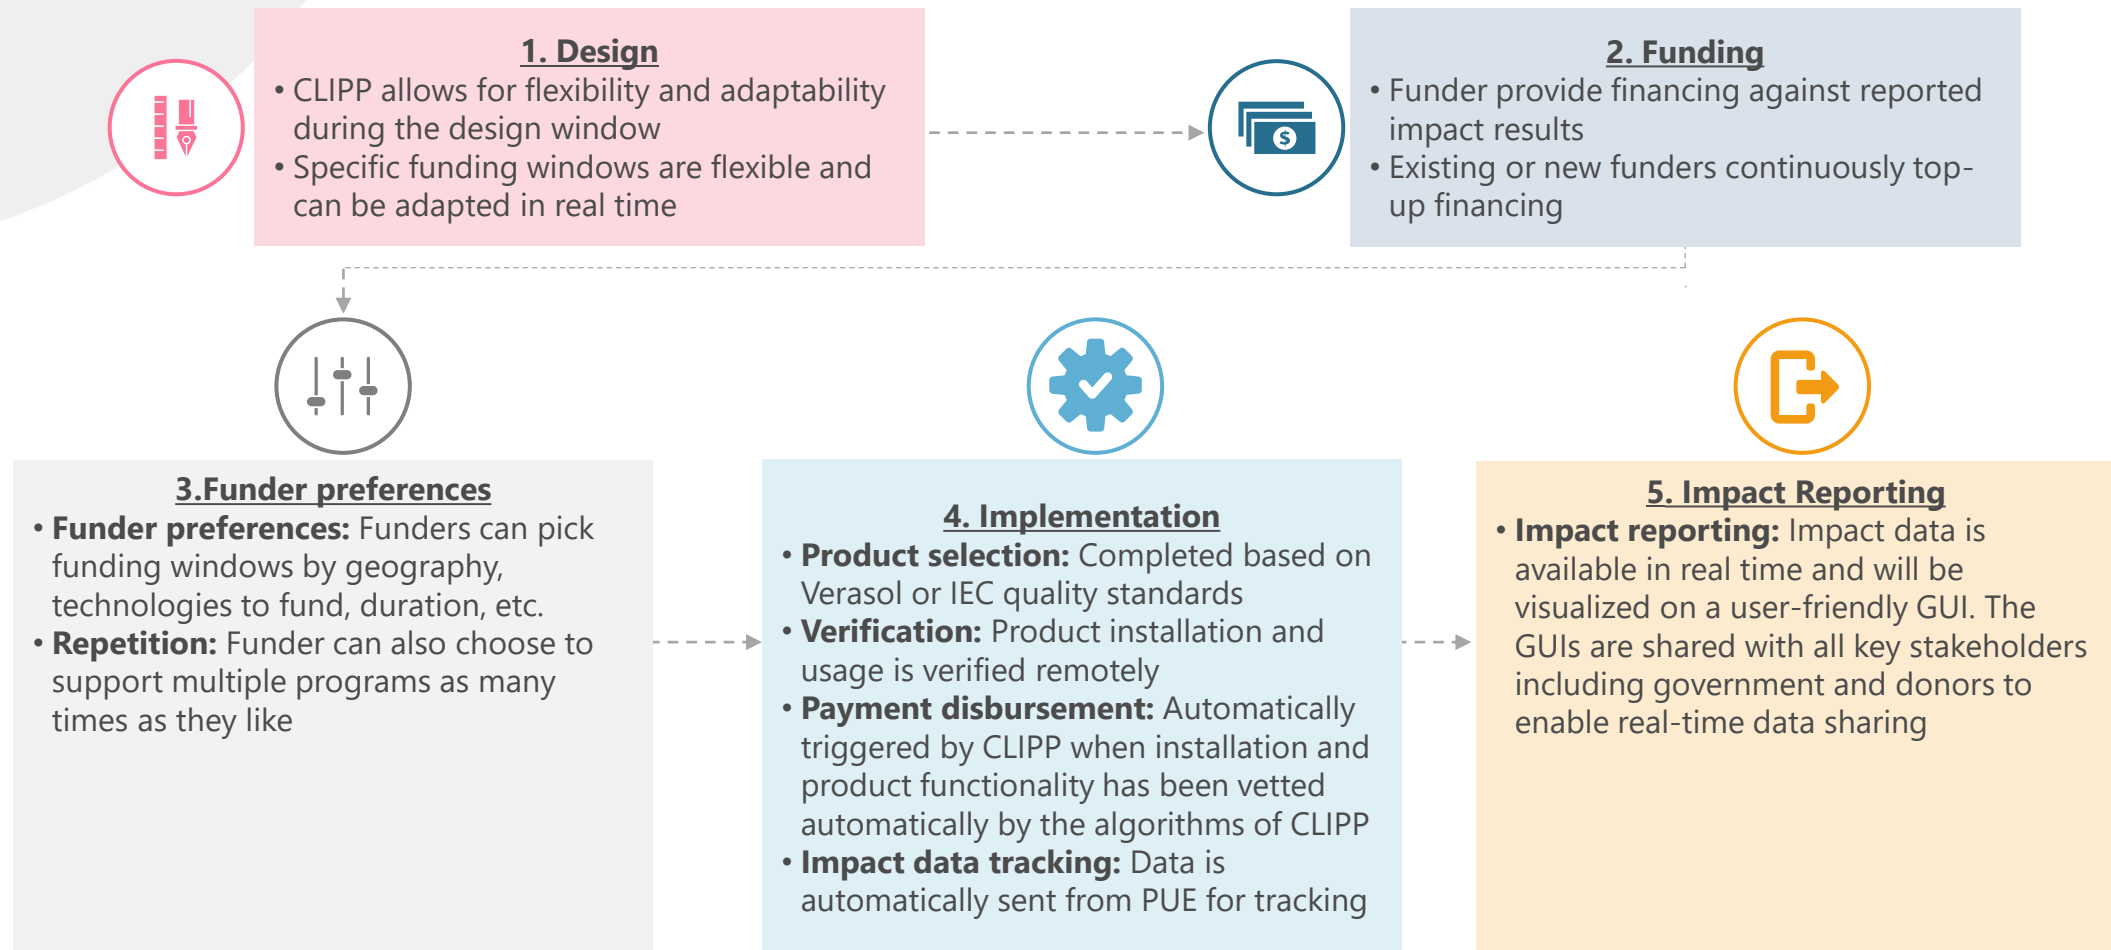 1. Design
• CLIPP allows for flexibility and adaptability
during the design window
• Specific funding windows are flexible and
can be adapted in real time
2. Funding
• Funder provide financing against reported
impact results
• Existing or new funders continuously top-
up financing
$
3.Funder preferences
• Funder preferences: Funders can pick
funding windows by geography,
technologies to fund, duration, etc.
• Repetition: Funder can also choose to
support multiple programs as many
times as they like
4. Implementation
• Product selection: Completed based on
Verasol or IEC quality standards
• Verification: Product installation and
usage is verified remotely
• Payment disbursement: Automatically
triggered by CLIPP when installation and
product functionality has been vetted
automatically by the algorithms of CLIPP
• Impact data tracking: Data is
automatically sent from PUE for tracking
5. Impact Reporting
• Impact reporting: Impact data is
available in real time and will be
visualized on a user-friendly GUI. The
GUIs are shared with all key stakeholders
including government and donors to
enable real-time data sharing